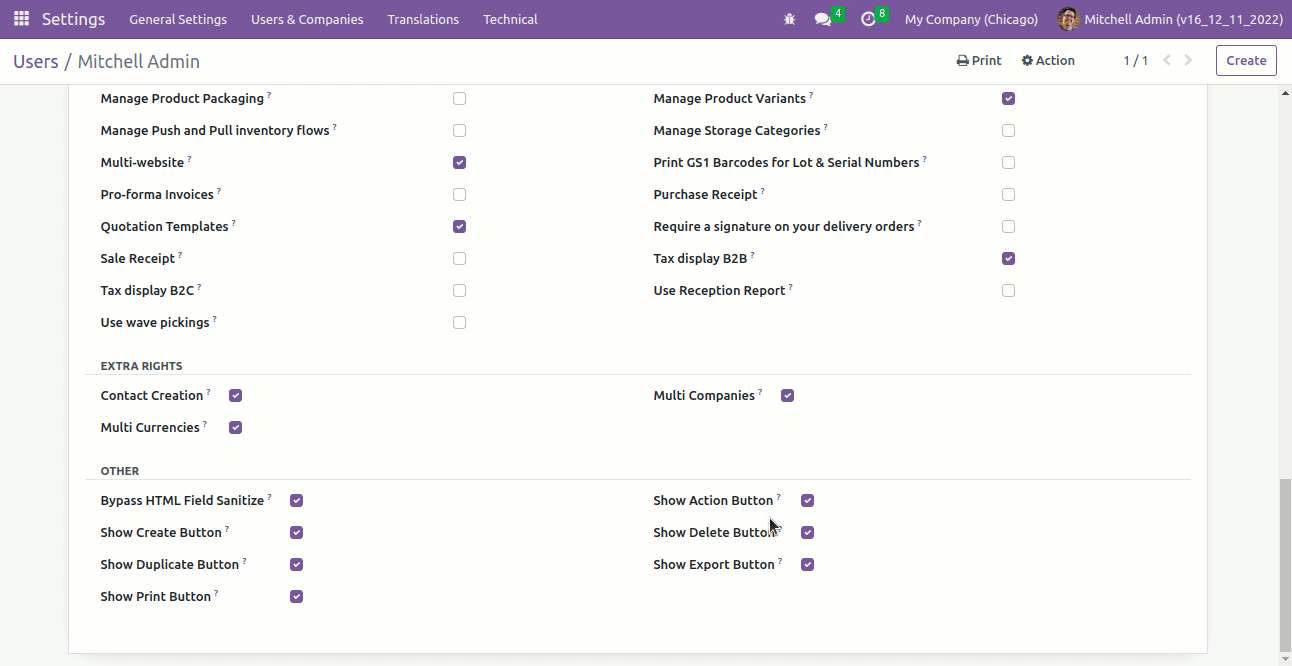 Settings General Settings Users & Companies Translations Technical 4 8 My Company (Chicago) Mitchell Admin (v16_12_11_2022)
Users / Mitchell Admin Print Action 1 / 1 Create
Manage Product Packaging ? Manage Product Variants ?
Manage Push and Pull inventory flows ? Manage Storage Categories ?
Multi-website ? Print GS1 Barcodes for Lot & Serial Numbers ?
Pro-forma Invoices ? Purchase Receipt ?
Quotation Templates ? Require a signature on your delivery orders ?
Sale Receipt ? Tax display B2B ?
Tax display B2C ? Use Reception Report ?
Use wave pickings ?
EXTRA RIGHTS
Contact Creation ? Multi Companies ?
Multi Currencies ?
OTHER
Bypass HTML Field Sanitize ? Show Action Button ?
Show Create Button ? Show Delete Button ?
Show Duplicate Button ? Show Export Button ?
Show Print Button ?